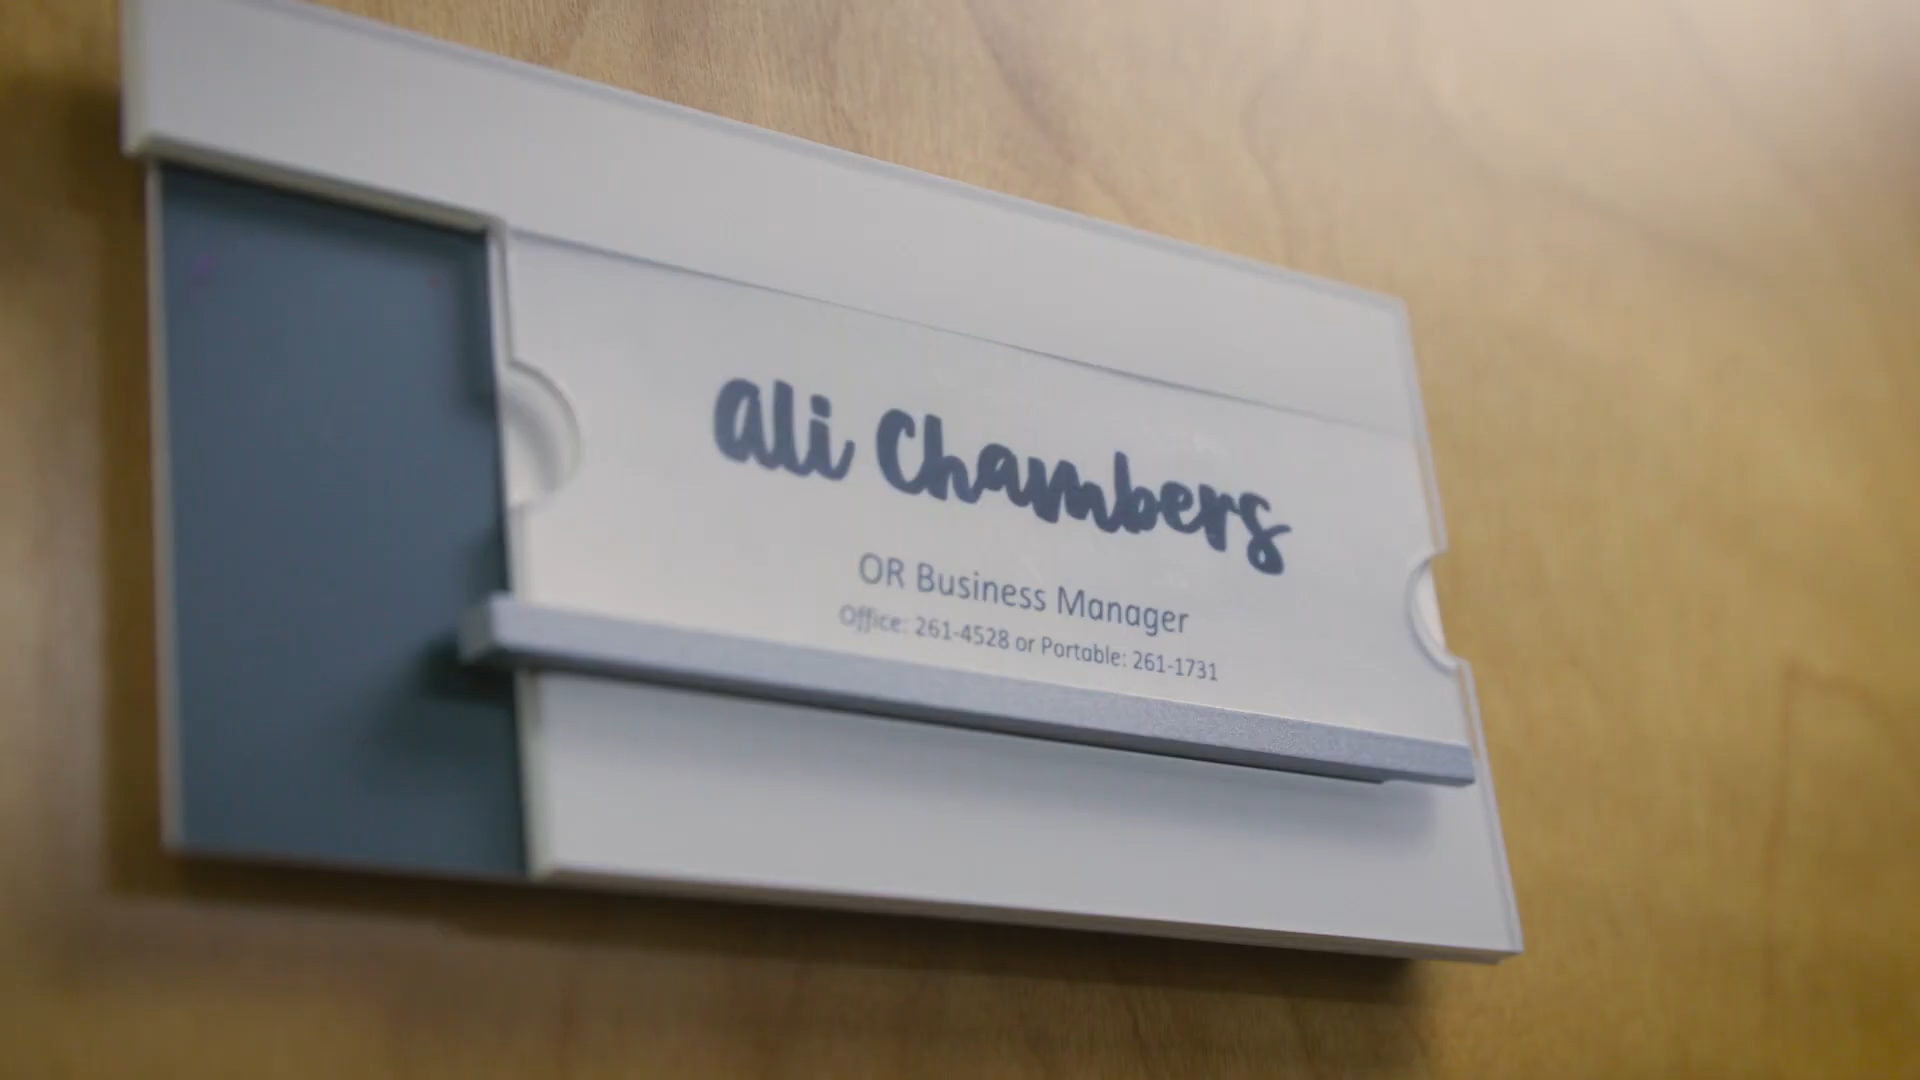 Ali Chambers
OR Business Manager
Office: 261-4528 or Portable: 261-1731